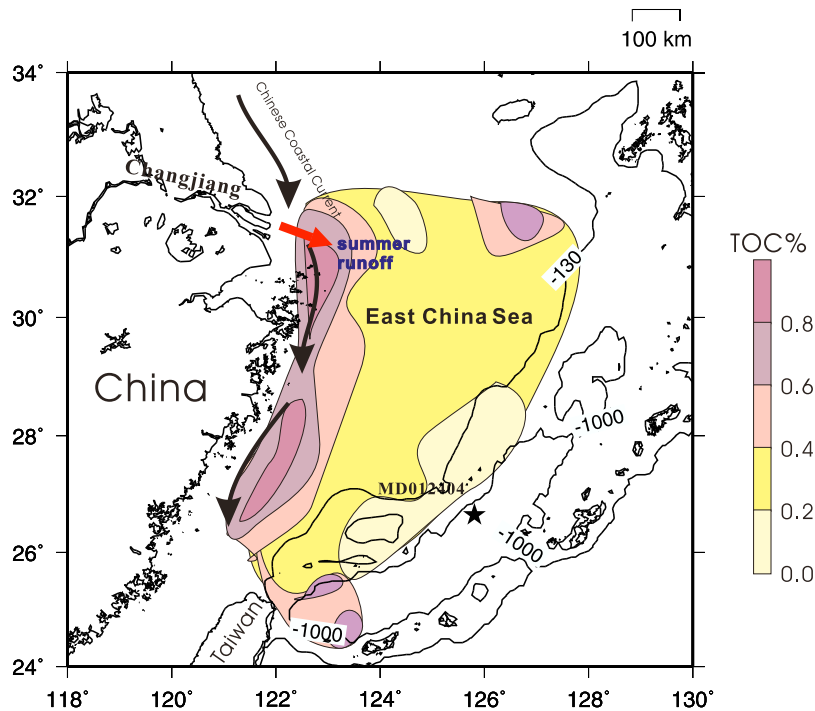 100 km
34°
32°
30°
28°
26°
24°
118°
120°
122°
124°
126°
128°
130°
Chinese Coastal Current
Changjiang
summer
runoff
-130
East China Sea
China
-1000
MD012404
-1000
-1000
Taiwan
TOC%
0.8
0.6
0.4
0.2
0.0